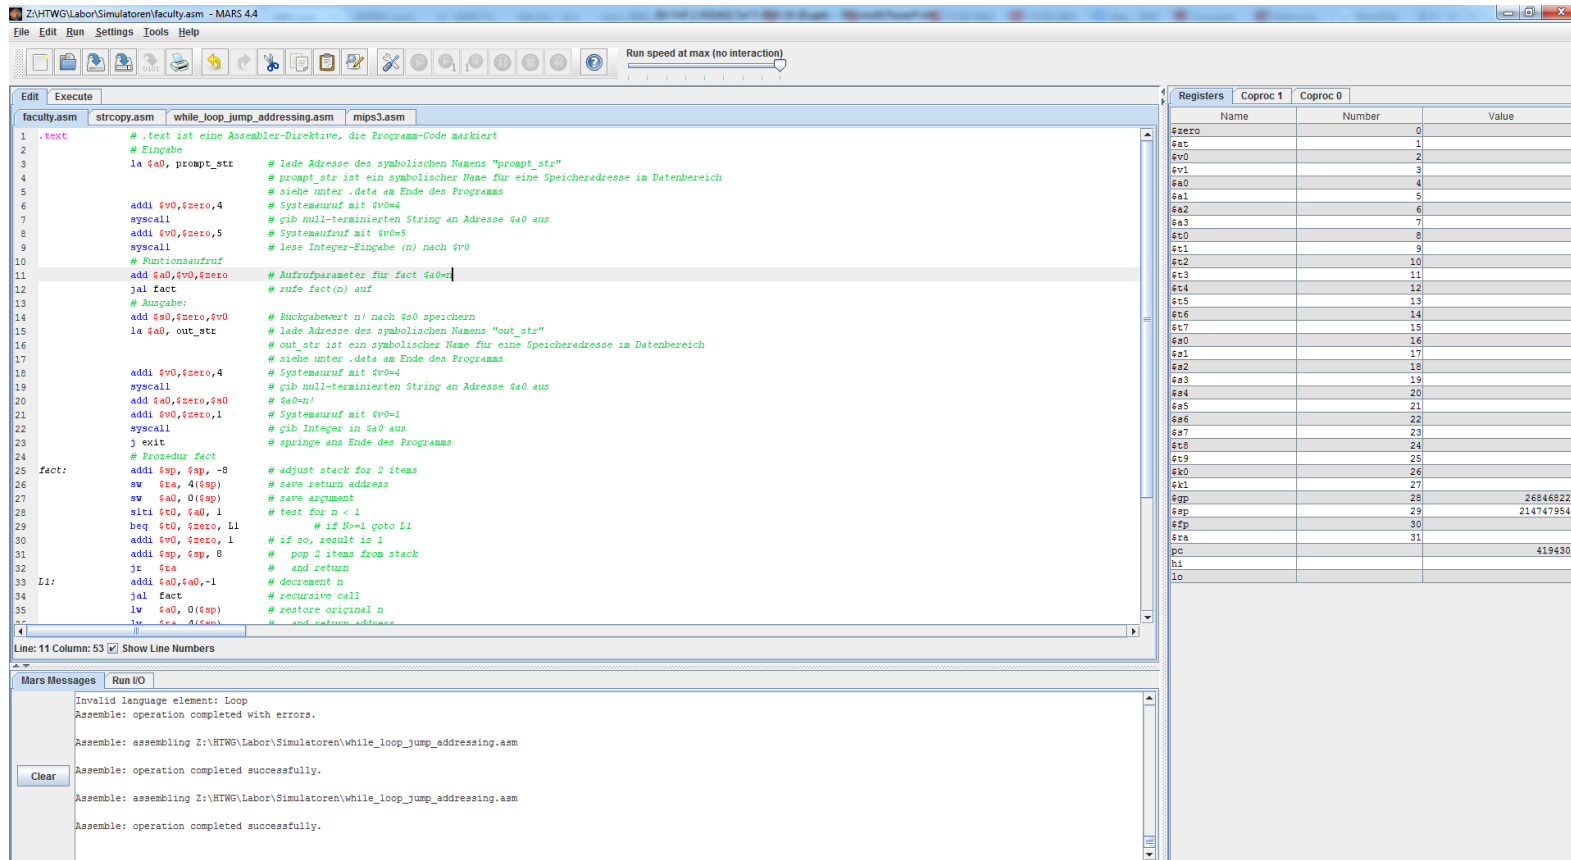 Z:\HTWG\Labor\Simulatoren\faculty.asm - MARS 4.4
File Edit Run Settings Tools Help
Run speed at max (no interaction)
Edit Execute
faculty.asm strcopy.asm while_loop_jump_addressing.asm mips3.asm
1 .text # .text ist eine Assembler-Direktive, die Programm-Code markiert
2 # Eingabe
3 la $a0, prompt_str # lade Adresse des symbolischen Namens "prompt_str"
4 # prompt_str ist ein symbolischer Name für eine Speicheradresse im Datenbereich
5 # siehe unter .data am Ende des Programms
6 addi $v0,$zero,4 # Systemauruf mit $v0=4
7 syscall # gib null-terminierten String an Adresse $a0 aus
8 addi $v0,$zero,5 # Systemaufruf mit $v0=5
9 syscall # lese Integer-Eingabe (n) nach $v0
10 # Funtionsaufruf
11 add $a0,$v0,$zero # Aufrufparameter für fact $a0=n
12 jal fact # rufe fact(n) auf
13 # Ausgabe:
14 add $s0,$zero,$v0 # Rückgabewert n! nach $s0 speichern
15 la $a0, out_str # lade Adresse des symbolischen Namens "out_str"
16 # out_str ist ein symbolischer Name für eine Speicheradresse im Datenbereich
17 # siehe unter .data am Ende des Programms
18 addi $v0,$zero,4 # Systemauruf mit $v0=4
19 syscall # gib null-terminierten String an Adresse $a0 aus
20 add $a0,$zero,$s0 # $a0=n!
21 addi $v0,$zero,1 # Systemauruf mit $v0=1
22 syscall # gib Integer in $a0 aus
23 j exit # springe ans Ende des Programms
24 # Prozedur fact
25 fact: addi $sp, $sp, -8 # adjust stack for 2 items
26 sw $ra, 4($sp) # save return address
27 sw $a0, 0($sp) # save argument
28 slti $t0, $a0, 1 # test for n < 1
29 beq $t0, $zero, L1 # if N>=1 goto L1
30 addi $v0, $zero, 1 # if so, result is 1
31 addi $sp, $sp, 8 # pop 2 items from stack
32 jr $ra # and return
33 L1: addi $a0,$a0,-1 # decrement n
34 jal fact # recursive call
35 lw $a0, 0($sp) # restore original n
36 lw $ra, 4($sp) # and return address
Line: 11 Column: 53 Show Line Numbers
Mars Messages Run I/O
Clear
Invalid language element: Loop
Assemble: operation completed with errors.
Assemble: assembling Z:\HTWG\Labor\Simulatoren\while_loop_jump_addressing.asm
Assemble: operation completed successfully.
Assemble: assembling Z:\HTWG\Labor\Simulatoren\while_loop_jump_addressing.asm
Assemble: operation completed successfully.
Registers Coproc 1 Coproc 0
Name Number Value
$zero 0
$at 1
$v0 2
$v1 3
$a0 4
$a1 5
$a2 6
$a3 7
$t0 8
$t1 9
$t2 10
$t3 11
$t4 12
$t5 13
$t6 14
$t7 15
$s0 16
$s1 17
$s2 18
$s3 19
$s4 20
$s5 21
$s6 22
$s7 23
$t8 24
$t9 25
$k0 26
$k1 27
$gp 28 26846822
$sp 29 214747954
$fp 30
$ra 31
pc 419430
hi
lo